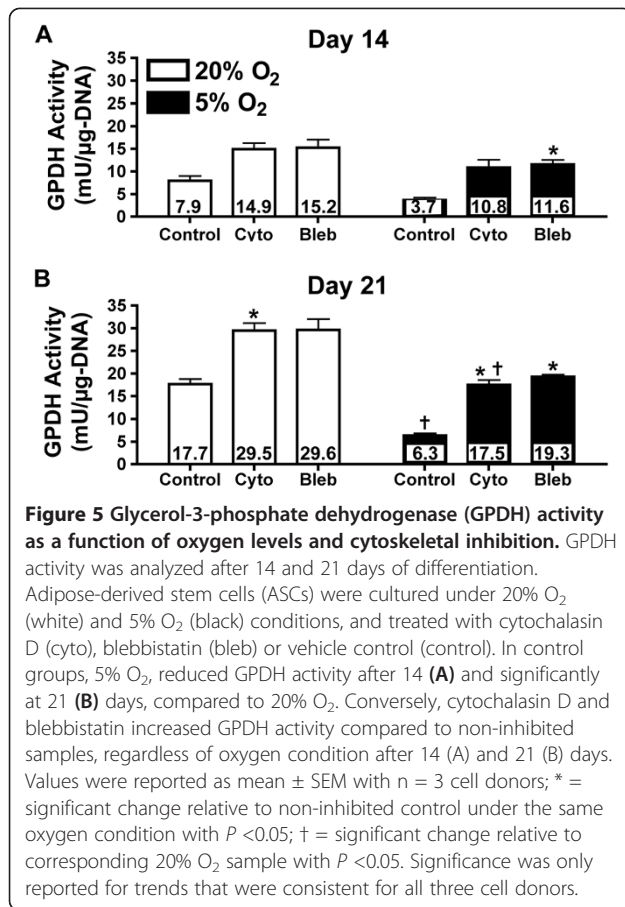 A
Day 14
GPDH Activity
(mU/µg-DNA)
35
30
25
20
15
10
5
0
20% O₂
5% O₂
*
7.9 14.9 15.2 3.7 10.8 11.6
Control Cyto Bleb Control Cyto Bleb
B
Day 21
GPDH Activity
(mU/µg-DNA)
35
30
25
20
15
10
5
0
*
* †
*
†
17.7 29.5 29.6 6.3 17.5 19.3
Control Cyto Bleb Control Cyto Bleb
Figure 5 Glycerol-3-phosphate dehydrogenase (GPDH) activity
as a function of oxygen levels and cytoskeletal inhibition. GPDH
activity was analyzed after 14 and 21 days of differentiation.
Adipose-derived stem cells (ASCs) were cultured under 20% O₂
(white) and 5% O₂ (black) conditions, and treated with cytochalasin
D (cyto), blebbistatin (bleb) or vehicle control (control). In control
groups, 5% O₂, reduced GPDH activity after 14 (A) and significantly
at 21 (B) days, compared to 20% O₂. Conversely, cytochalasin D and
blebbistatin increased GPDH activity compared to non-inhibited
samples, regardless of oxygen condition after 14 (A) and 21 (B) days.
Values were reported as mean ± SEM with n = 3 cell donors; * =
significant change relative to non-inhibited control under the same
oxygen condition with P <0.05; † = significant change relative to
corresponding 20% O₂ sample with P <0.05. Significance was only
reported for trends that were consistent for all three cell donors.